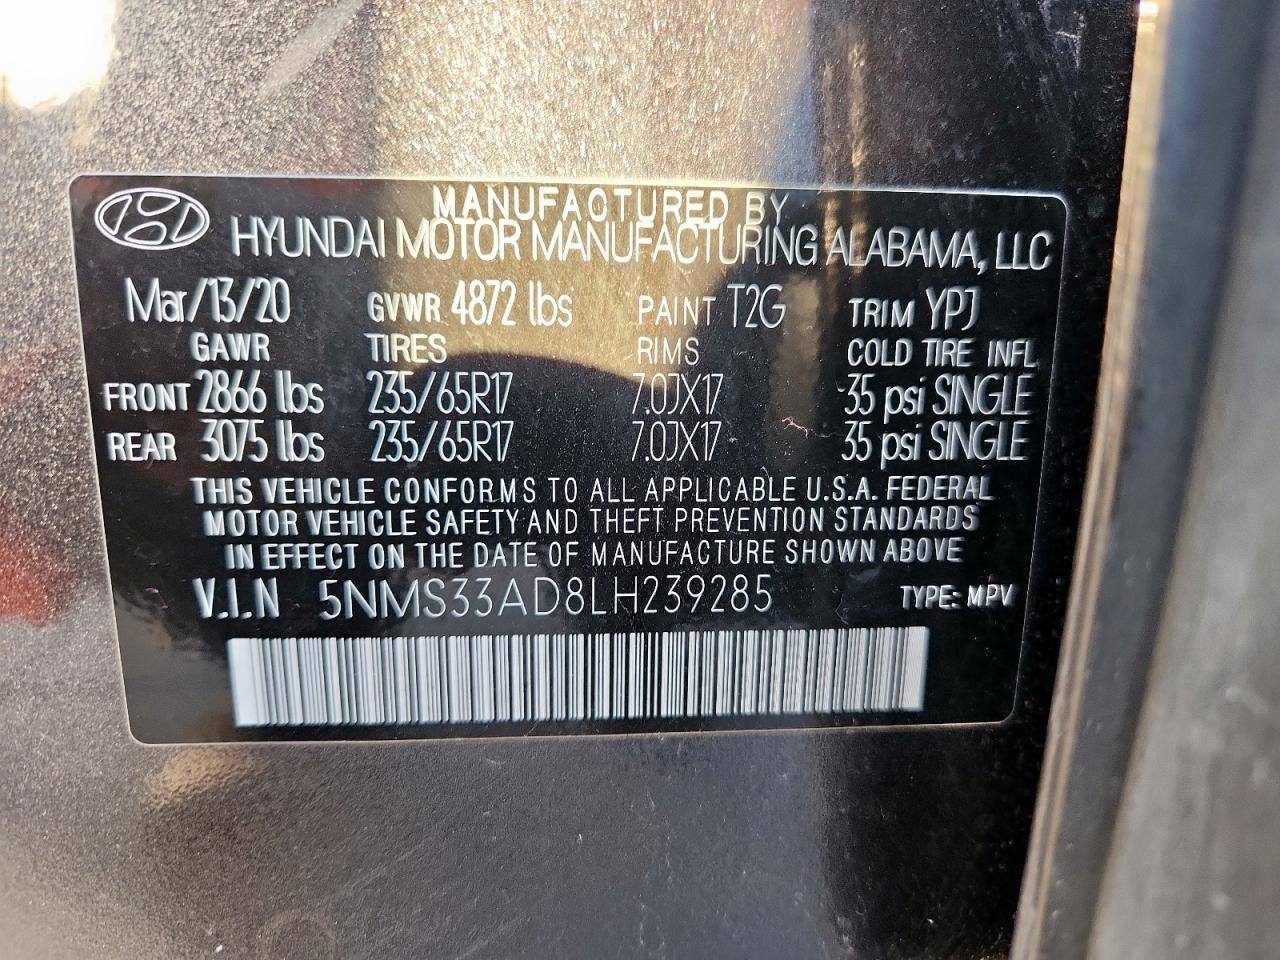 MANUFACTURED BY
HYUNDAI MOTOR MANUFACTURING ALABAMA, LLC
Mar/13/20 GVWR 4872 lbs PAINT T2G TRIM YPJ
GAWR TIRES RIMS COLD TIRE INFL
FRONT 2866 lbs 235/65R17 7.0JX17 35 psi SINGLE
REAR 3075 lbs 235/65R17 7.0JX17 35 psi SINGLE
THIS VEHICLE CONFORMS TO ALL APPLICABLE U.S.A. FEDERAL
MOTOR VEHICLE SAFETY AND THEFT PREVENTION STANDARDS
IN EFFECT ON THE DATE OF MANUFACTURE SHOWN ABOVE
V.I.N 5NMS33AD8LH239285 TYPE: MPV